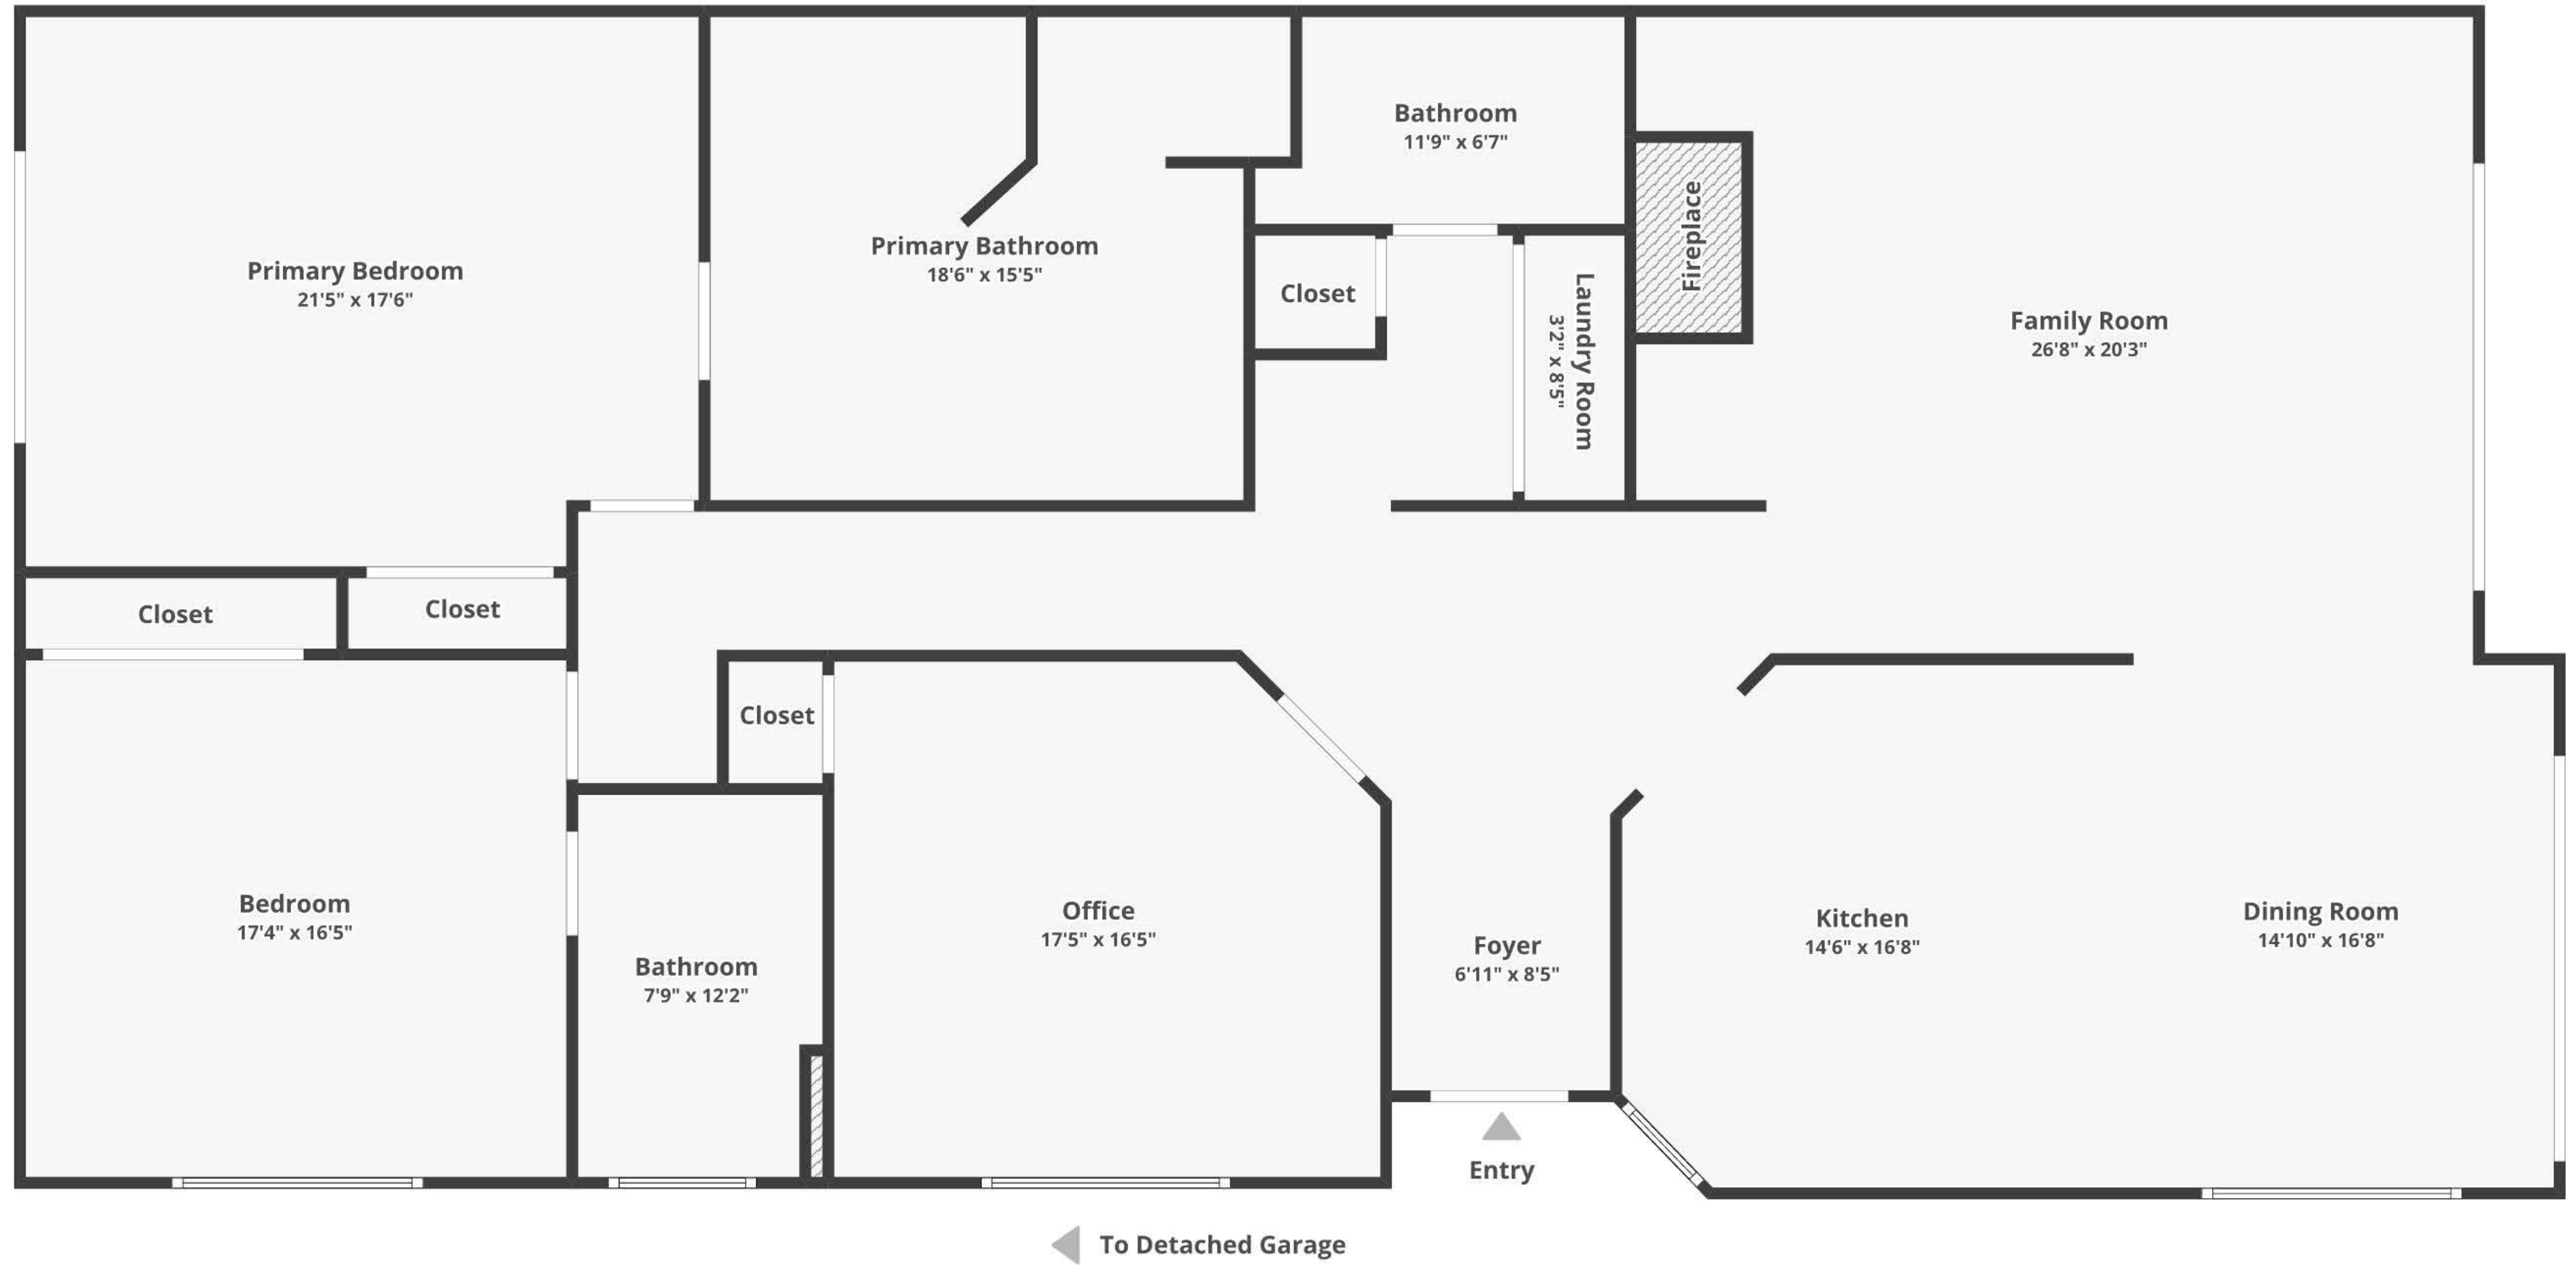 Bathroom
11'9" x 6'7"
Primary Bedroom
21'5" x 17'6"
Primary Bathroom
18'6" x 15'5"
Closet
Laundry Room
3'2" x 8'5"
Fireplace
Family Room
26'8" x 20'3"
Closet
Closet
Closet
Bedroom
17'4" x 16'5"
Bathroom
7'9" x 12'2"
Office
17'5" x 16'5"
Foyer
6'11" x 8'5"
Kitchen
14'6" x 16'8"
Dining Room
14'10" x 16'8"
Entry
To Detached Garage